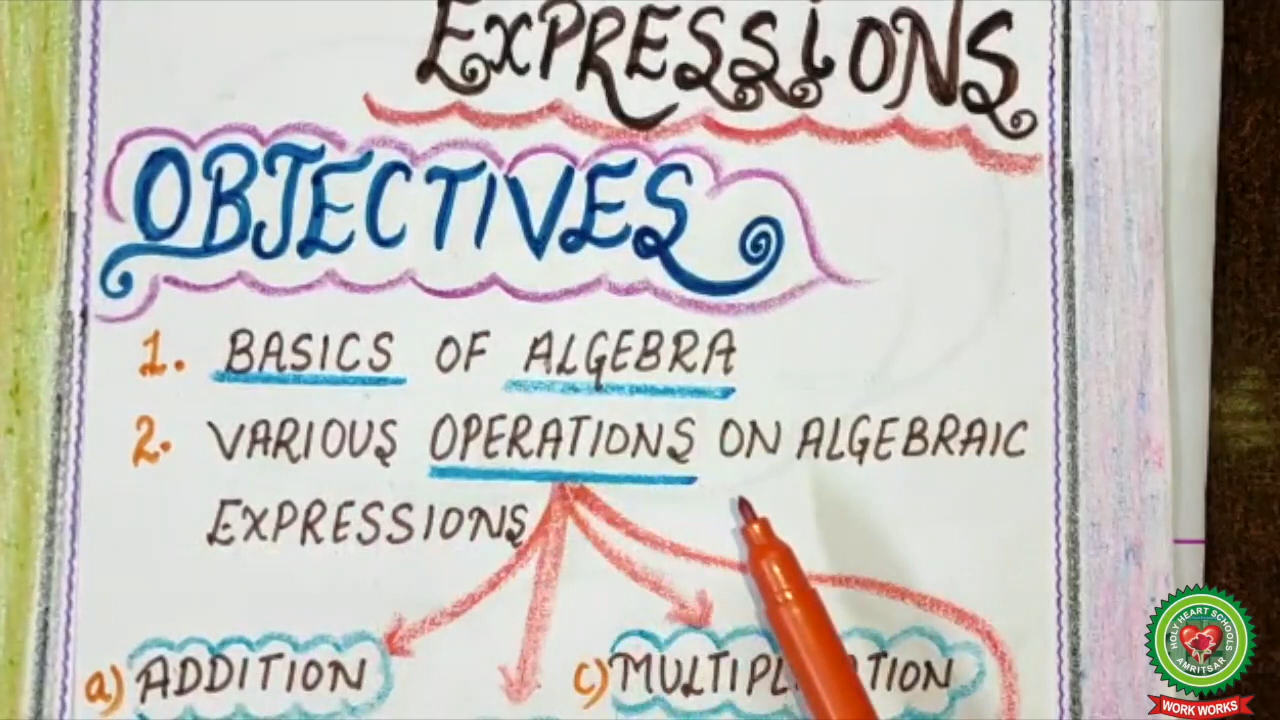 EXPRESSIONS
OBJECTIVES
1. BASICS OF ALGEBRA
2. VARIOUS OPERATIONS ON ALGEBRAIC
EXPRESSIONS
a) ADDITION
c) MULTIPLICATION
HOLY HEART SCHOOLS
AMRITSAR
WORK WORKS